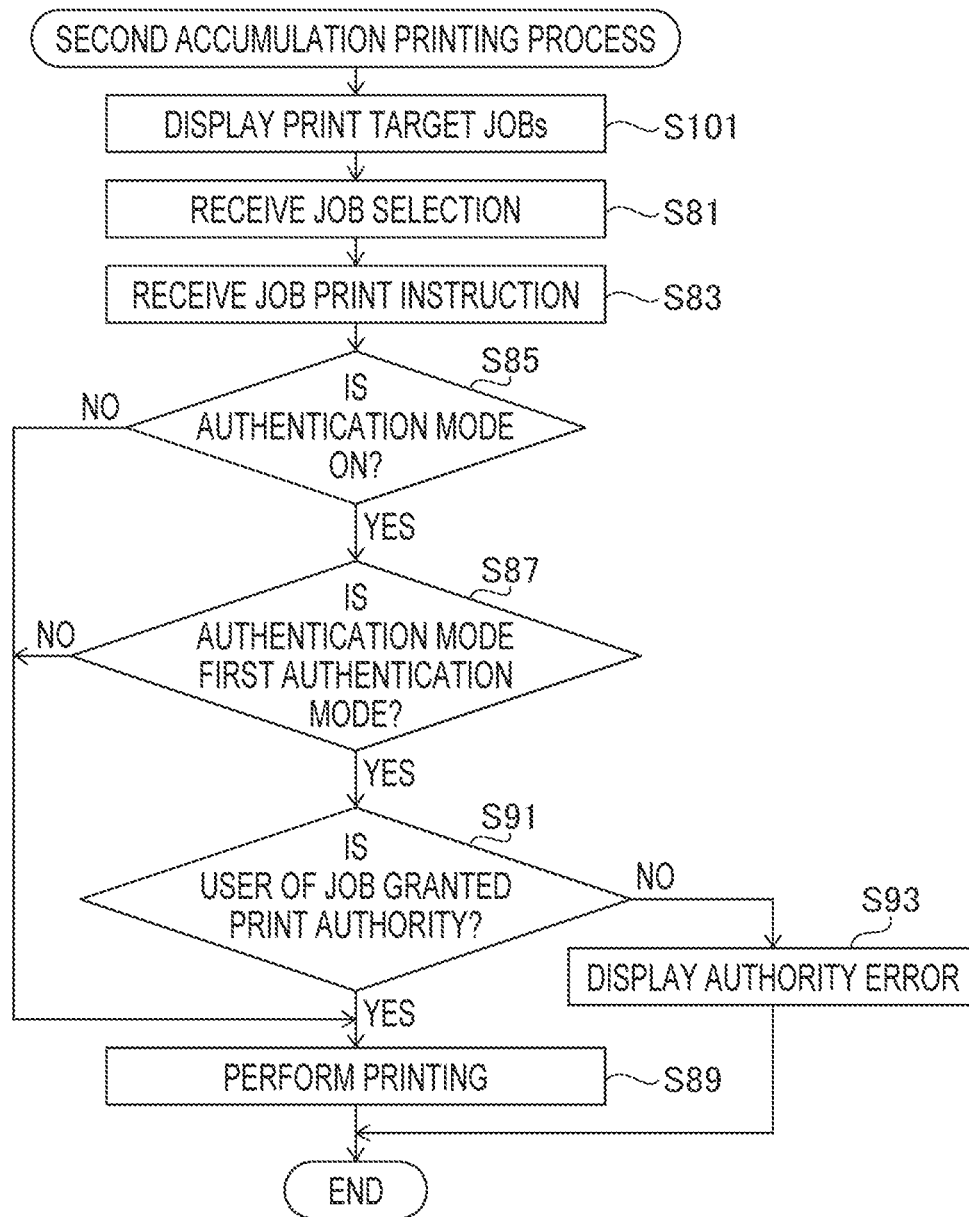 SECOND ACCUMULATION PRINTING PROCESS
DISPLAY PRINT TARGET JOBs
S101
RECEIVE JOB SELECTION
S81
RECEIVE JOB PRINT INSTRUCTION
S83
S85
NO
IS
AUTHENTICATION MODE
ON?
YES
S87
NO
IS
AUTHENTICATION MODE
FIRST AUTHENTICATION
MODE?
YES
S91
IS
USER OF JOB GRANTED
PRINT AUTHORITY?
NO
S93
DISPLAY AUTHORITY ERROR
YES
PERFORM PRINTING
S89
END